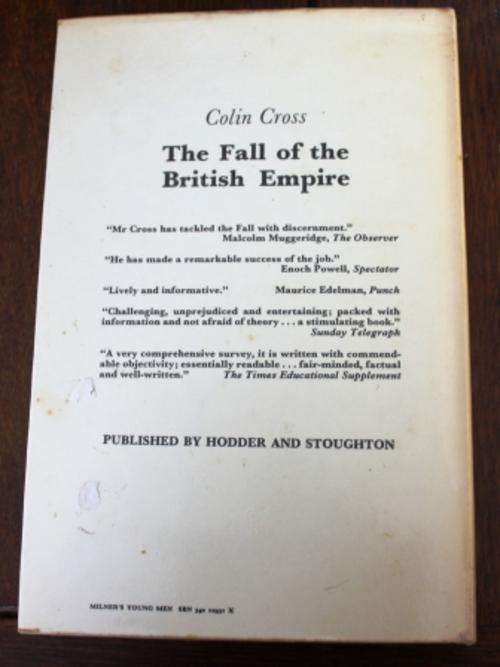 Colin Cross
The Fall of the
British Empire
"Mr Cross has tackled the Fall with discernment."
Malcolm Muggeridge, The Observer
"He has made a remarkable success of the job."
Enoch Powell, Spectator
"Lively and informative." Maurice Edelman, Punch
"Challenging, unprejudiced and entertaining; packed with
information and not afraid of theory . . . a stimulating book."
Sunday Telegraph
"A very comprehensive survey, it is written with commend-
able objectivity; essentially readable . . . fair-minded, factual
and well-written." The Times Educational Supplement
PUBLISHED BY HODDER AND STOUGHTON
MILNER'S YOUNG MEN SBN 340 X